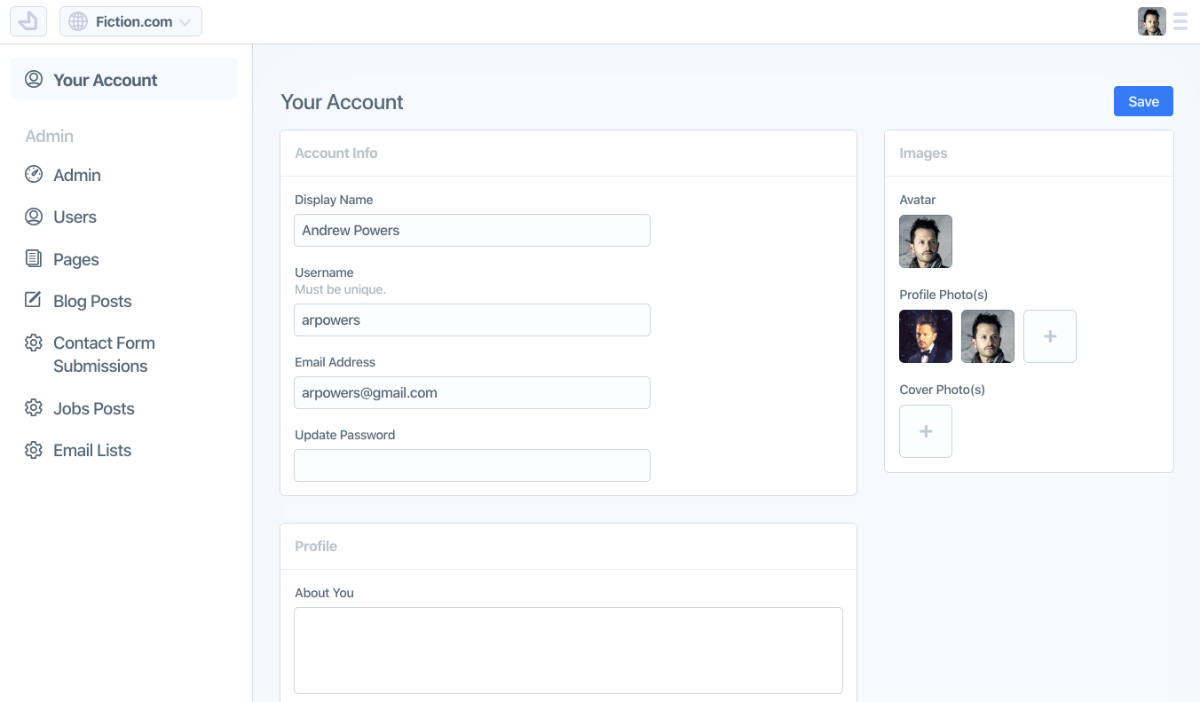 Fiction.com
Your Account
Admin
Admin
Users
Pages
Blog Posts
Contact Form
Submissions
Jobs Posts
Email Lists
Your Account
Save
Account Info
Display Name
Andrew Powers
Username
Must be unique.
arpowers
Email Address
arpowers@gmail.com
Update Password
Profile
About You
Images
Avatar
Profile Photo(s)
Cover Photo(s)